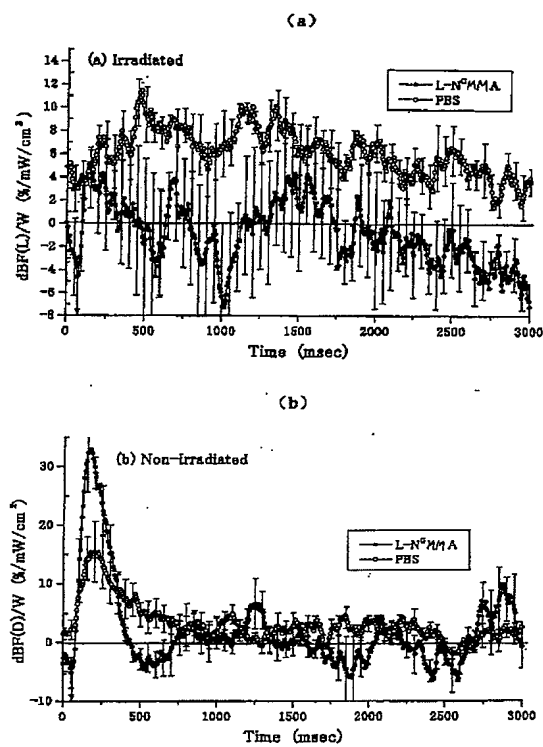 (a)
(a) Irradiated
L-NᴳMMA
PBS
dBF(L)/W (%/mW/cm²)
14
12
10
8
6
4
2
0
-2
-4
-6
-8
0 500 1000 1500 2000 2500 3000
Time (msec)
(b)
(b) Non-irradiated
L-NᴳMMA
PBS
dBF(D)/W (%/mW/cm²)
30
20
10
0
-10
0 500 1000 1500 2000 2500 3000
Time (msec)